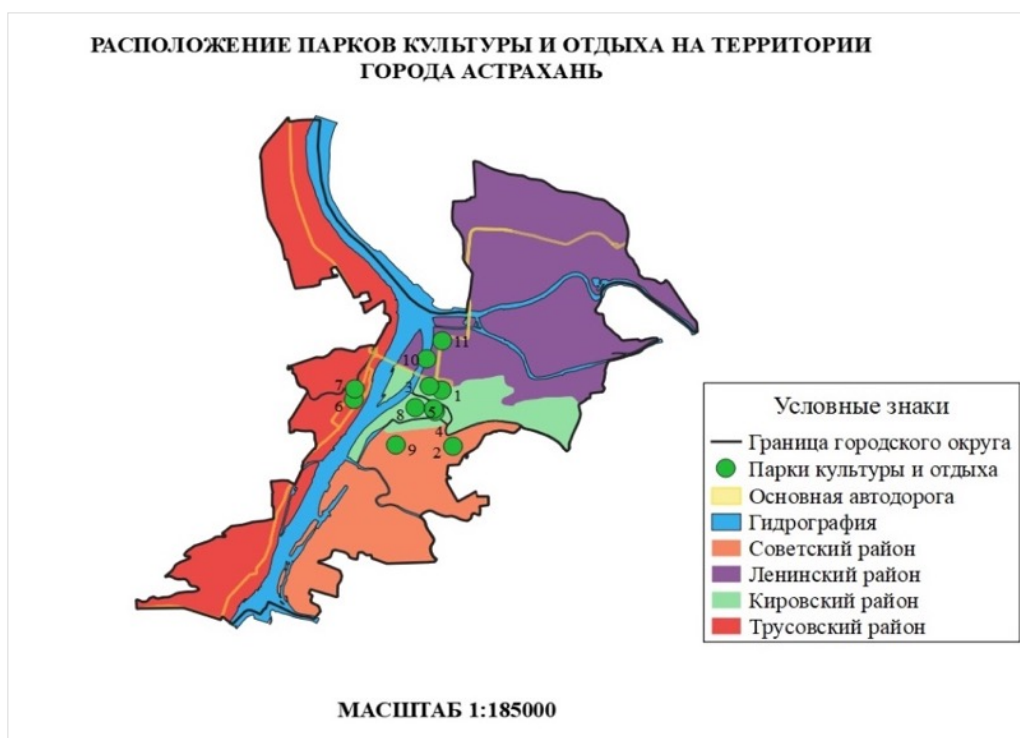 РАСПОЛОЖЕНИЕ ПАРКОВ КУЛЬТУРЫ И ОТДЫХА НА ТЕРРИТОРИИ
ГОРОДА АСТРАХАНЬ
11
10
7
3
1
6
8
5
4
9
2
Условные знаки
Граница городского округа
Парки культуры и отдыха
Основная автодорога
Гидрография
Советский район
Ленинский район
Кировский район
Трусовский район
МАСШТАБ 1:185000